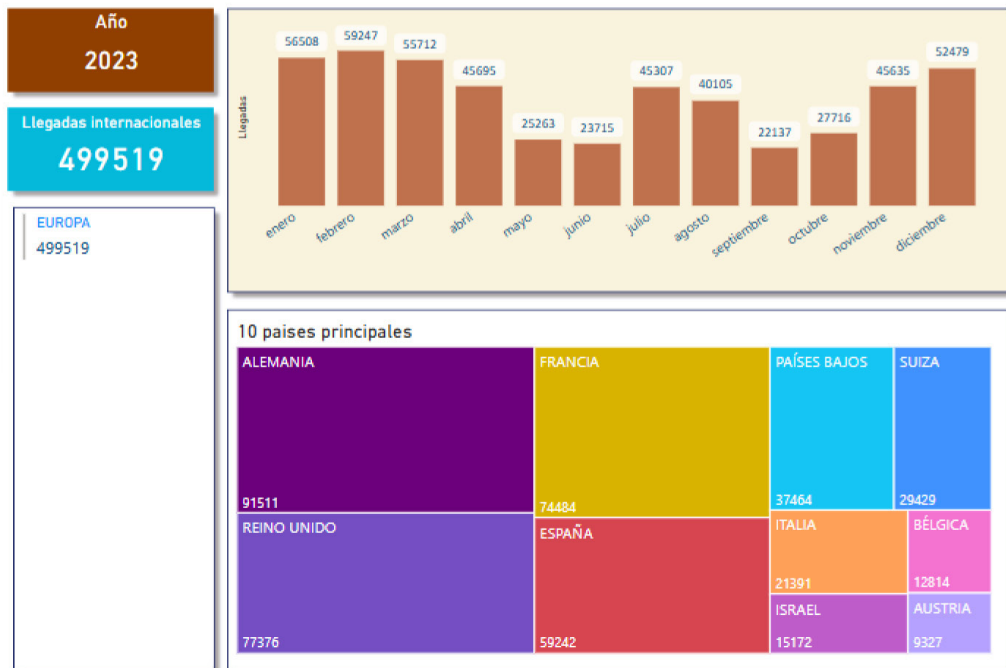 Año
2023
Llegadas internacionales
499519
EUROPA
499519
Llegadas
56508
59247
55712
45695
25263
23715
45307
40105
22137
27716
45635
52479
enero
febrero
marzo
abril
mayo
junio
julio
agosto
septiembre
octubre
noviembre
diciembre
10 paises principales
ALEMANIA
91511
REINO UNIDO
77376
FRANCIA
74484
ESPAÑA
59242
PAÍSES BAJOS
37464
SUIZA
29429
ITALIA
21391
BÉLGICA
12814
ISRAEL
15172
AUSTRIA
9327